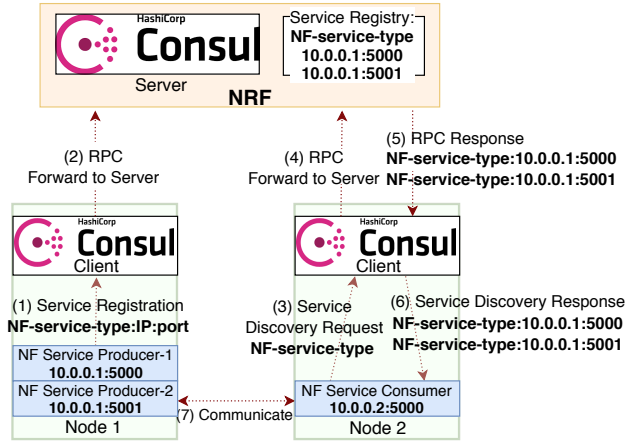 HashiCorp
Consul
Server
Service Registry:
NF-service-type
10.0.0.1:5000
10.0.0.1:5001
NRF
(2) RPC
Forward to Server
(4) RPC
Forward to Server
(5) RPC Response
NF-service-type:10.0.0.1:5000
NF-service-type:10.0.0.1:5001
HashiCorp
Consul
Client
HashiCorp
Consul
Client
(1) Service Registration
NF-service-type:IP:port
(3) Service
Discovery Request
NF-service-type
(6) Service Discovery Response
NF-service-type:10.0.0.1:5000
NF-service-type:10.0.0.1:5001
NF Service Producer-1
10.0.0.1:5000
NF Service Producer-2
10.0.0.1:5001
Node 1
(7) Communicate
NF Service Consumer
10.0.0.2:5000
Node 2